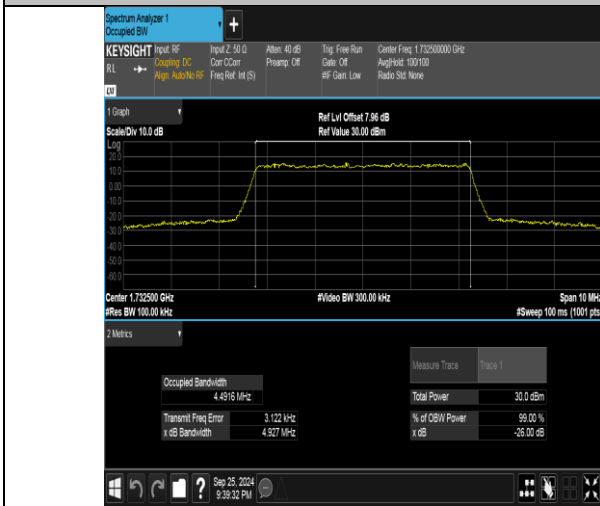 Spectrum Analyzer 1
Occupied BW
+
KEYSIGHT Input: RF Input Z: 50 Ω Atten: 40 dB Trig: Free Run Center Freq: 1.732500000 GHz
RL Coupling: DC Corr CCorr Preamp: Off Gate: Off Avg|Hold: 100/100
Align: Auto/No RF Freq Ref: Int (S) #IF Gain: Low Radio Std: None
1 Graph
Ref Lvl Offset 7.96 dB
Scale/Div 10.0 dB Ref Value 30.00 dBm
Log
20.0
10.0
0.00
-10.0
-20.0
-30.0
-40.0
-50.0
-60.0
Center 1.732500 GHz #Video BW 300.00 kHz Span 10 MHz
#Res BW 100.00 kHz #Sweep 100 ms (1001 pts)
2 Metrics
Measure Trace Trace 1
Occupied Bandwidth
4.4916 MHz Total Power 30.0 dBm
Transmit Freq Error 3.122 kHz % of OBW Power 99.00 %
x dB Bandwidth 4.927 MHz x dB -26.00 dB
? Sep 25, 2024
9:39:32 PM